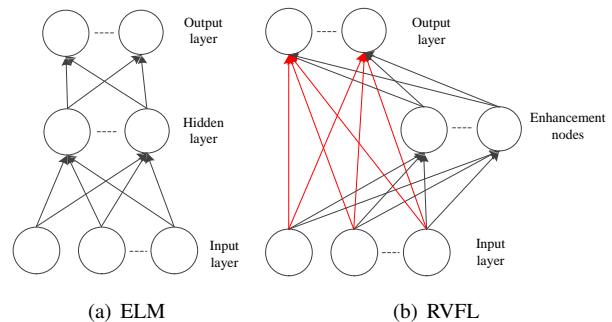 Output
layer
Hidden
layer
Input
layer
(a) ELM
Output
layer
Enhancement
nodes
Input
layer
(b) RVFL